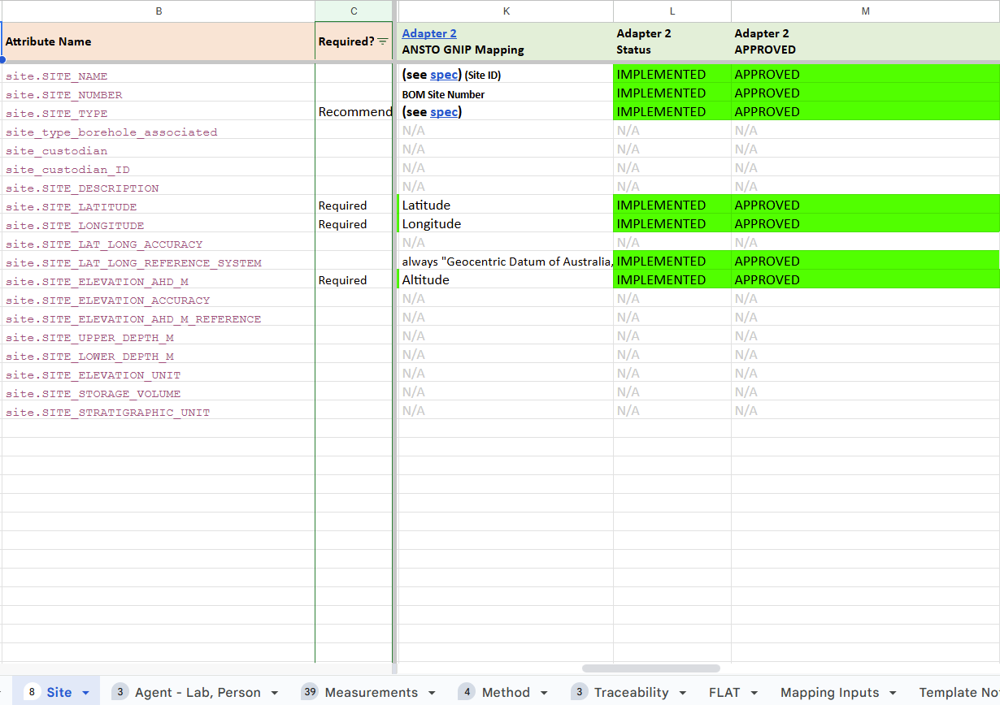 B C K L M
Attribute Name Required? Adapter 2 ANSTO GNIP Mapping Adapter 2 Status Adapter 2 APPROVED
site.SITE_NAME (see spec) (Site ID) IMPLEMENTED APPROVED
site.SITE_NUMBER BOM Site Number IMPLEMENTED APPROVED
site.SITE_TYPE Recommend (see spec) IMPLEMENTED APPROVED
site_type_borehole_associated N/A N/A N/A
site_custodian N/A N/A N/A
site_custodian_ID N/A N/A N/A
site.SITE_DESCRIPTION N/A N/A N/A
site.SITE_LATITUDE Required Latitude IMPLEMENTED APPROVED
site.SITE_LONGITUDE Required Longitude IMPLEMENTED APPROVED
site.SITE_LAT_LONG_ACCURACY N/A N/A N/A
site.SITE_LAT_LONG_REFERENCE_SYSTEM always "Geocentric Datum of Australia, IMPLEMENTED APPROVED
site.SITE_ELEVATION_AHD_M Required Altitude IMPLEMENTED APPROVED
site.SITE_ELEVATION_ACCURACY N/A N/A N/A
site.SITE_ELEVATION_AHD_M_REFERENCE N/A N/A N/A
site.SITE_UPPER_DEPTH_M N/A N/A N/A
site.SITE_LOWER_DEPTH_M N/A N/A N/A
site.SITE_ELEVATION_UNIT N/A N/A N/A
site.SITE_STORAGE_VOLUME N/A N/A N/A
site.SITE_STRATIGRAPHIC_UNIT N/A N/A N/A
8 Site 3 Agent - Lab, Person 39 Measurements 4 Method 3 Traceability FLAT Mapping Inputs Template No